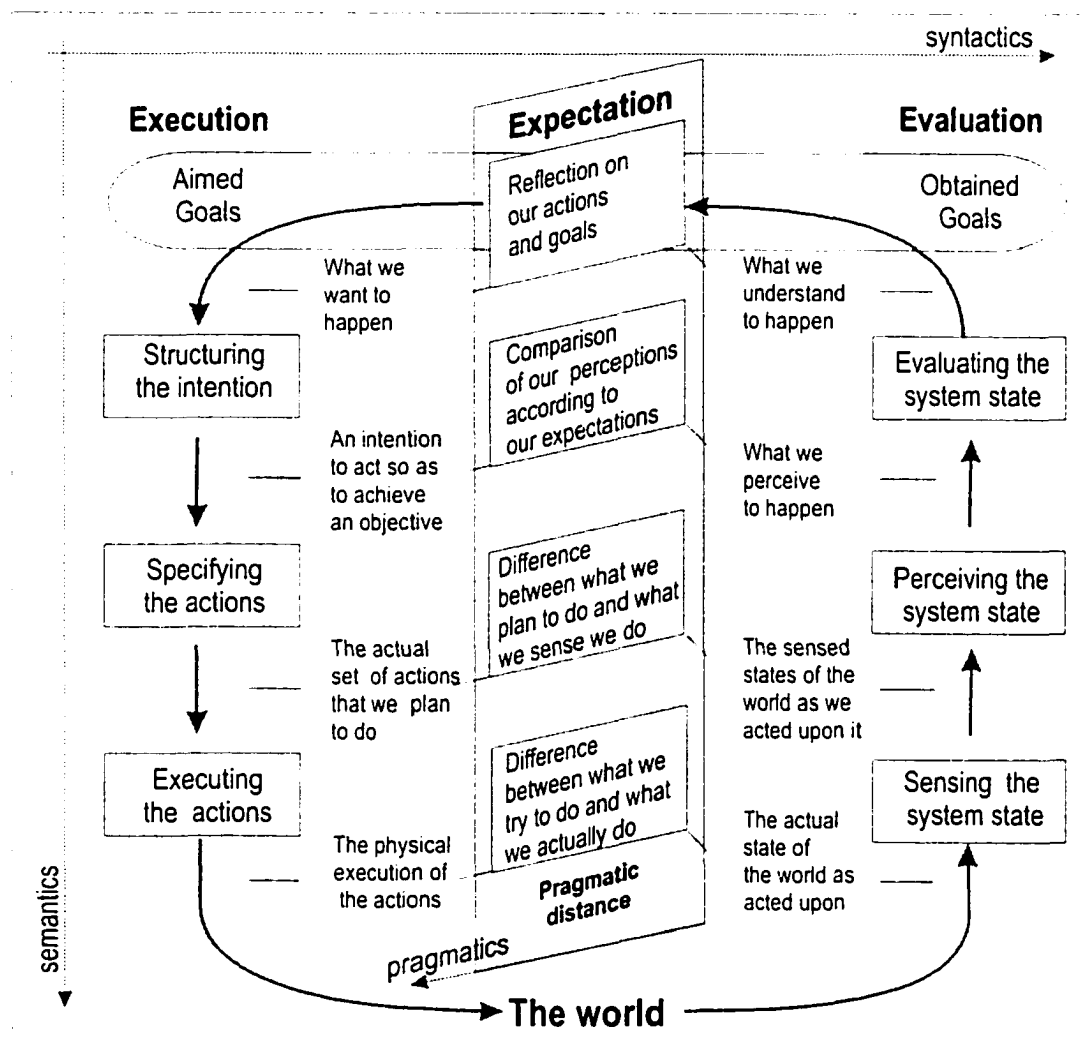 syntactics
Execution
Expectation
Evaluation
Aimed
Goals
Reflection on
our actions
and goals
Obtained
Goals
What we
want to
happen
What we
understand
to happen
Structuring
the intention
Comparison
of our perceptions
according to
our expectations
Evaluating the
system state
An intention
to act so as
to achieve
an objective
What we
perceive
to happen
Specifying
the actions
Difference
between what we
plan to do and what
we sense we do
Perceiving the
system state
The actual
set of actions
that we plan
to do
The sensed
states of the
world as we
acted upon it
Executing
the actions
Difference
between what we
try to do and what
we actually do
Sensing the
system state
The physical
execution of
the actions
The actual
state of
the world as
acted upon
Pragmatic
distance
semantics
pragmatics
The world